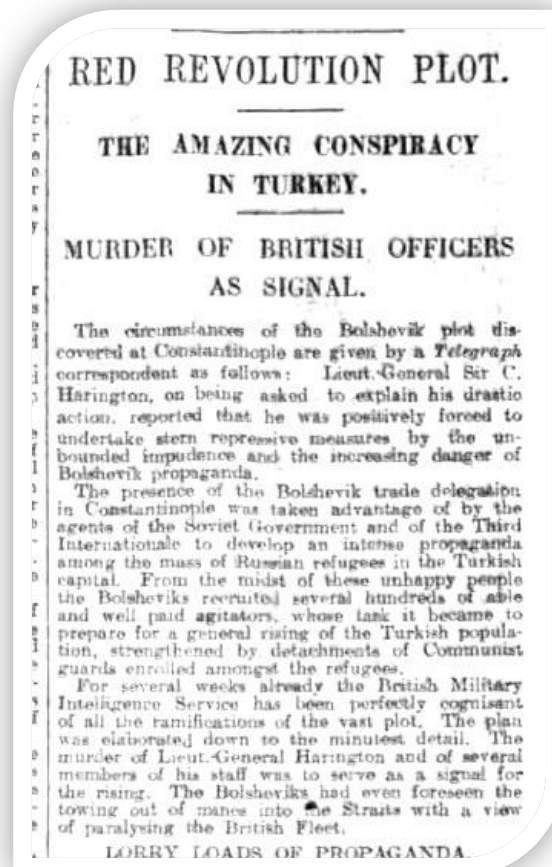 RED REVOLUTION PLOT.
THE AMAZING CONSPIRACY
IN TURKEY.
MURDER OF BRITISH OFFICERS
AS SIGNAL.
The circumstances of the Bolshevik plot dis-
covered at Constantinople are given by a Telegraph
correspondent as follows: Lieut.-General Sir C.
Harington, on being asked to explain his drastic
action, reported that he was positively forced to
undertake stern repressive measures by the un-
bounded impudence and the increasing danger of
Bolshevik propaganda.
The presence of the Bolshevik trade delegation
in Constantinople was taken advantage of by the
agents of the Soviet Government and of the Third
Internationale to develop an intense propaganda
among the mass of Russian refugees in the Turkish
capital. From the midst of these unhappy people
the Bolsheviks recruited several hundreds of able
and well paid agitators, whose task it became to
prepare for a general rising of the Turkish popula-
tion, strengthened by detachments of Communist
guards enrolled amongst the refugees.
For several weeks already the British Military
Intelligence Service has been perfectly cognisant
of all the ramifications of the vast plot. The plan
was elaborated down to the minutest detail. The
murder of Lieut.-General Harington and of several
members of his staff was to serve as a signal for
the rising. The Bolsheviks had even foreseen the
towing out of mines into the Straits with a view
of paralysing the British Fleet.
LORRY LOADS OF PROPAGANDA.